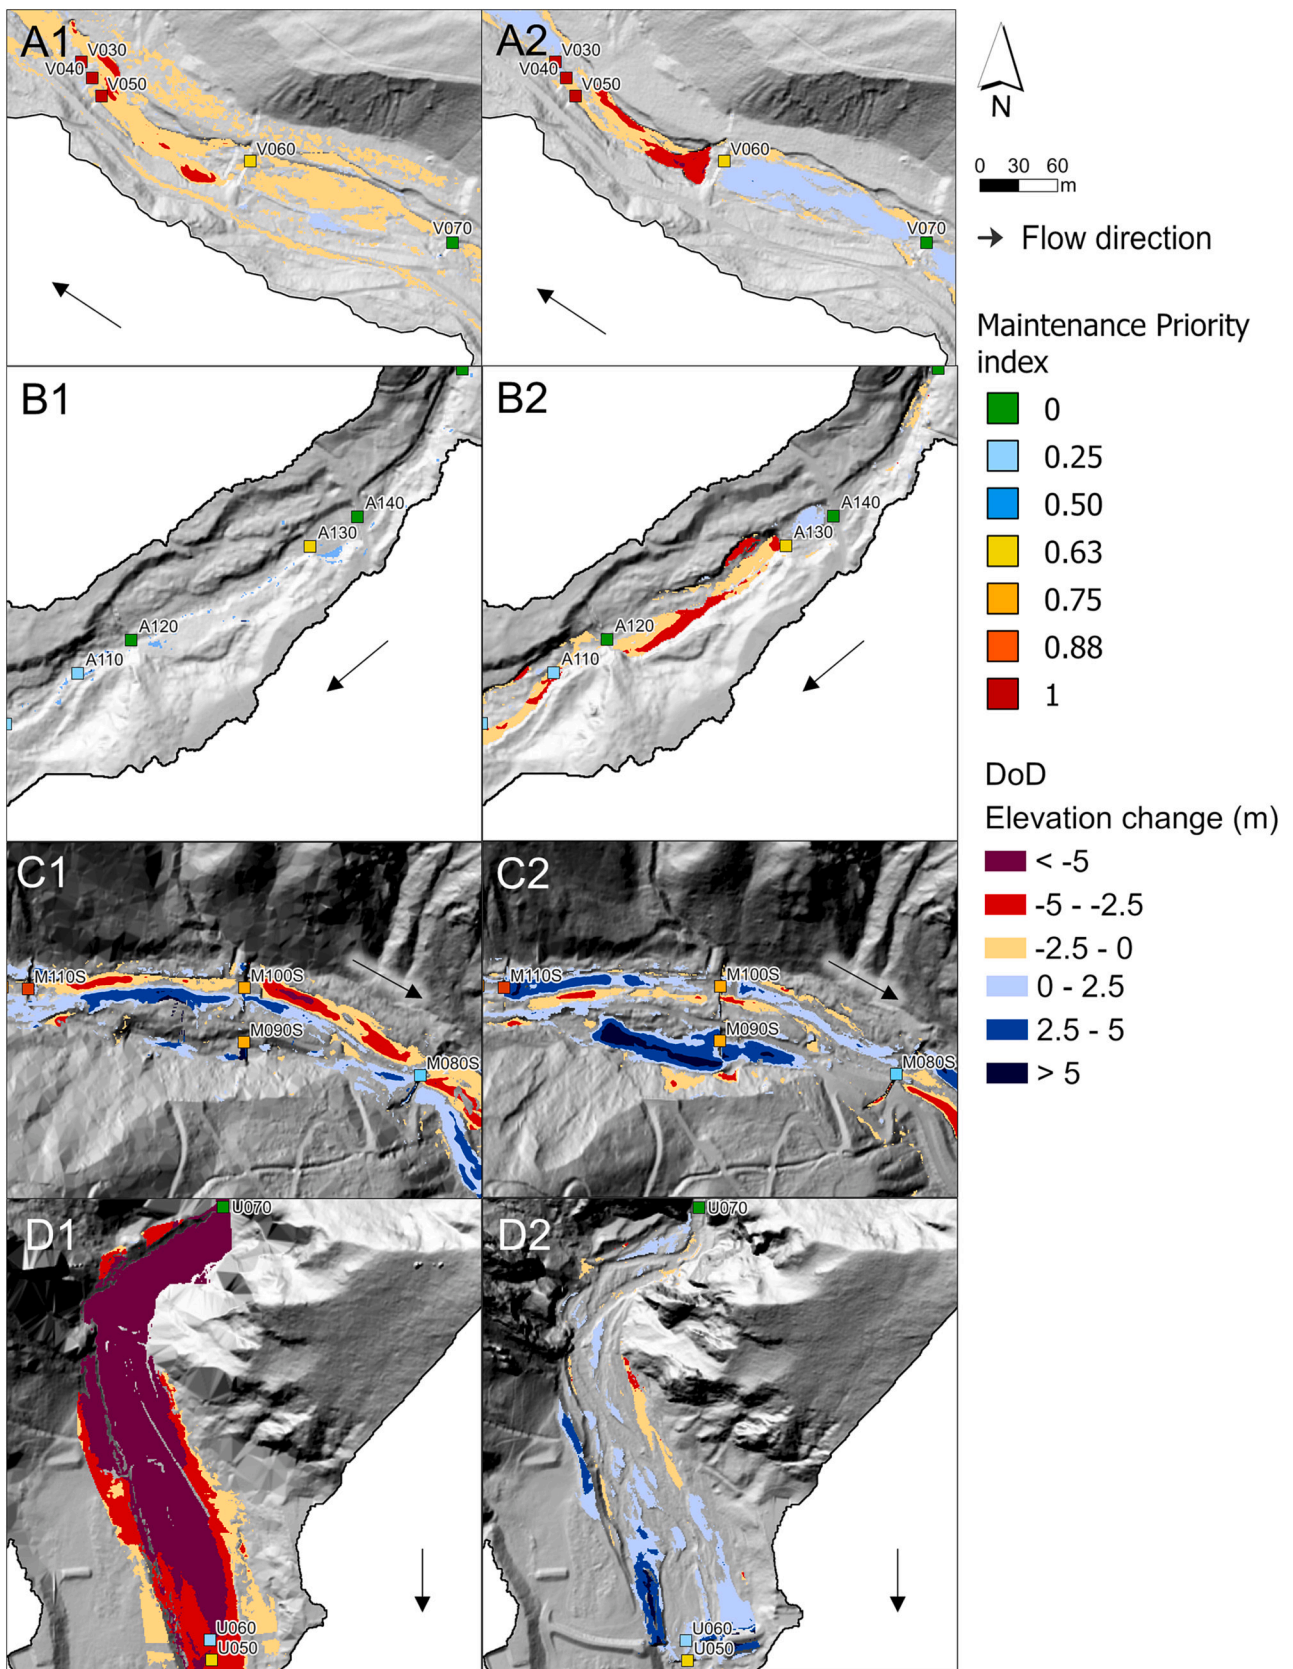 A1
V030
V040
V050
V060
V070
A2
V030
V040
V050
V060
V070
N
0 30 60
m
Flow direction
Maintenance Priority
index
0
0.25
0.50
0.63
0.75
0.88
1
DoD
Elevation change (m)
< -5
-5 - -2.5
-2.5 - 0
0 - 2.5
2.5 - 5
> 5
B1
A140
A130
A120
A110
B2
A140
A130
A120
A110
C1
M110S
M100S
M090S
M080S
C2
M110S
M100S
M090S
M080S
D1
U070
U060
U050
D2
U070
U060
U050